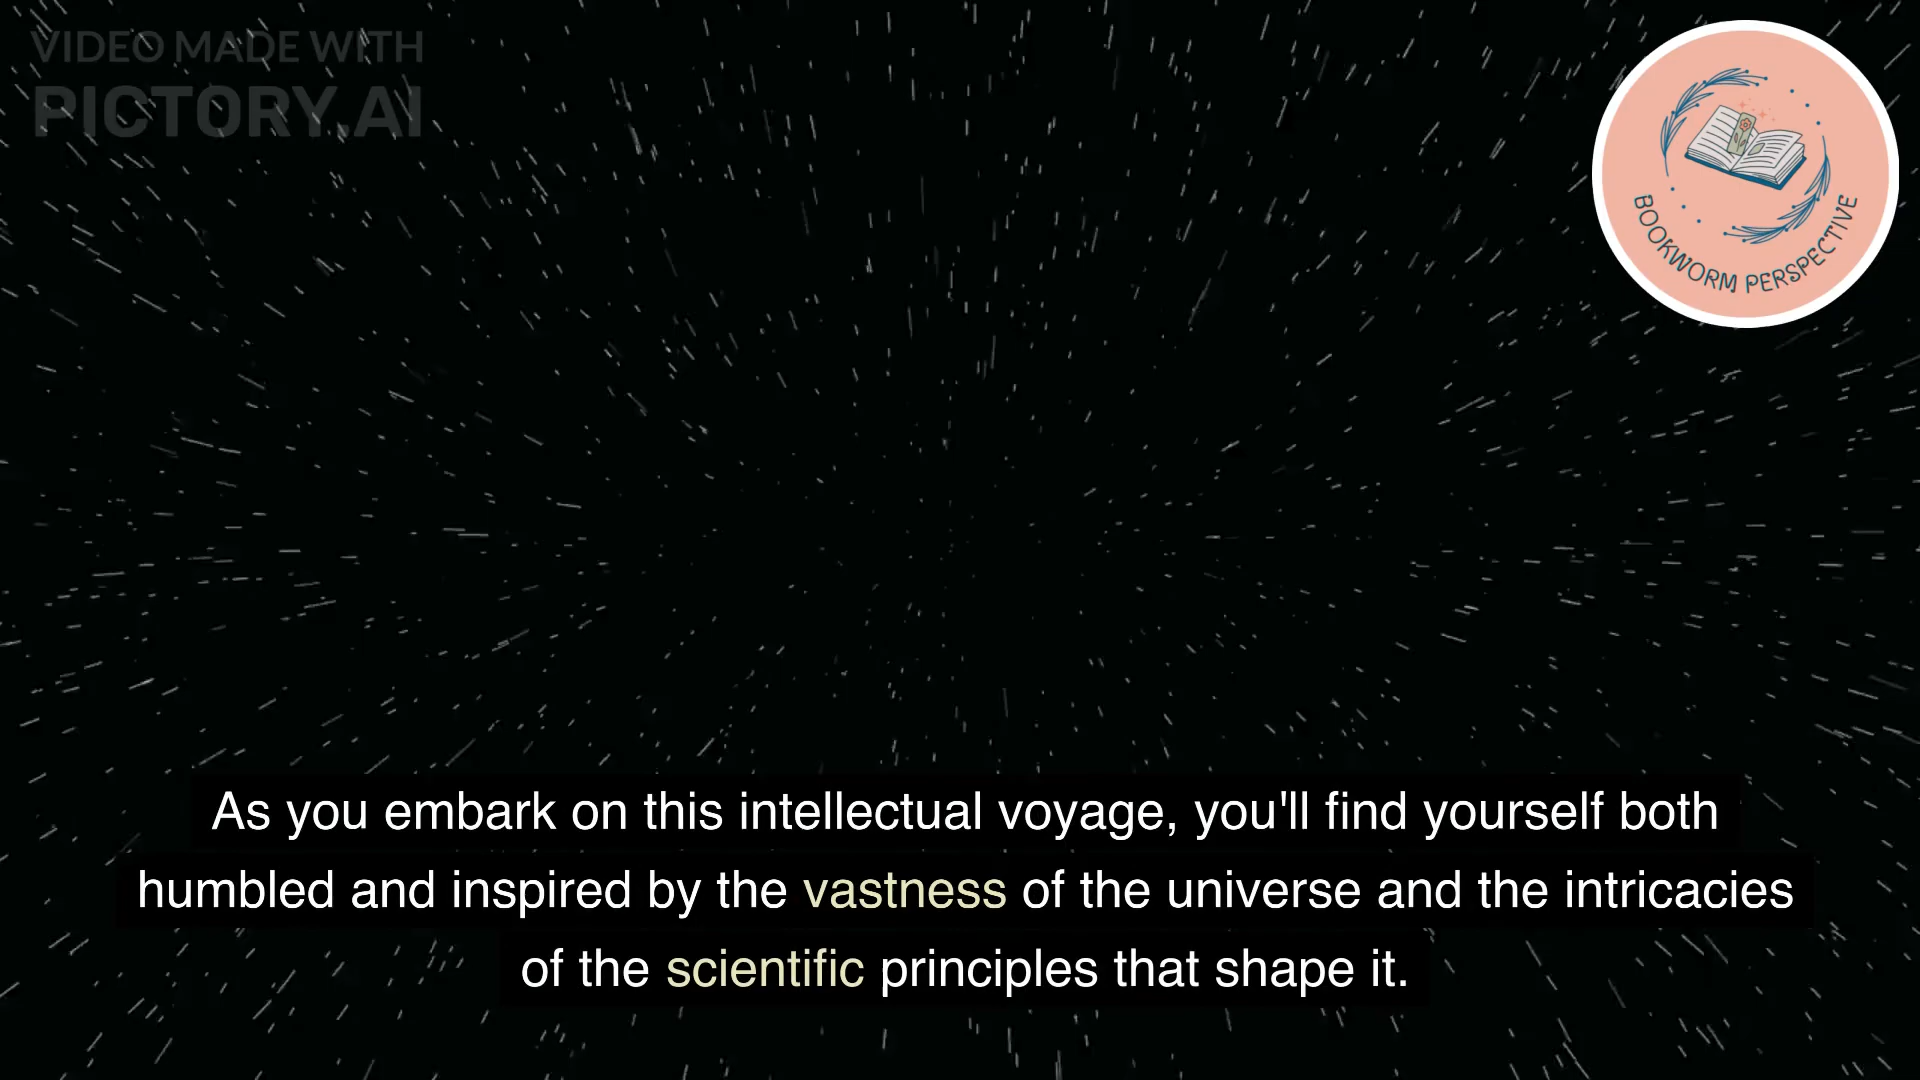 VIDEO MADE WITH
PICTORY.AI
BOOKWORM PERSPECTIVE
As you embark on this intellectual voyage, you'll find yourself both
humbled and inspired by the vastness of the universe and the intricacies
of the scientific principles that shape it.